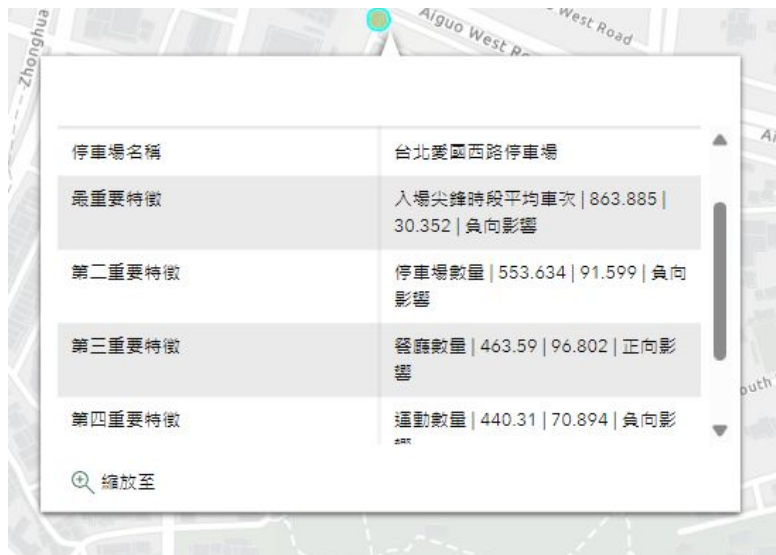 Zhonghua
Aiguo West Road
West Road
停車場名稱
台北愛國西路停車場
最重要特徵
入場尖鋒時段平均車次 | 863.885 |
30.352 | 負向影響
第二重要特徵
停車場數量 | 553.634 | 91.599 | 負向
影響
第三重要特徵
餐廳數量 | 463.59 | 96.802 | 正向影
響
第四重要特徵
運動數量 | 440.31 | 70.894 | 負向影
縮放至